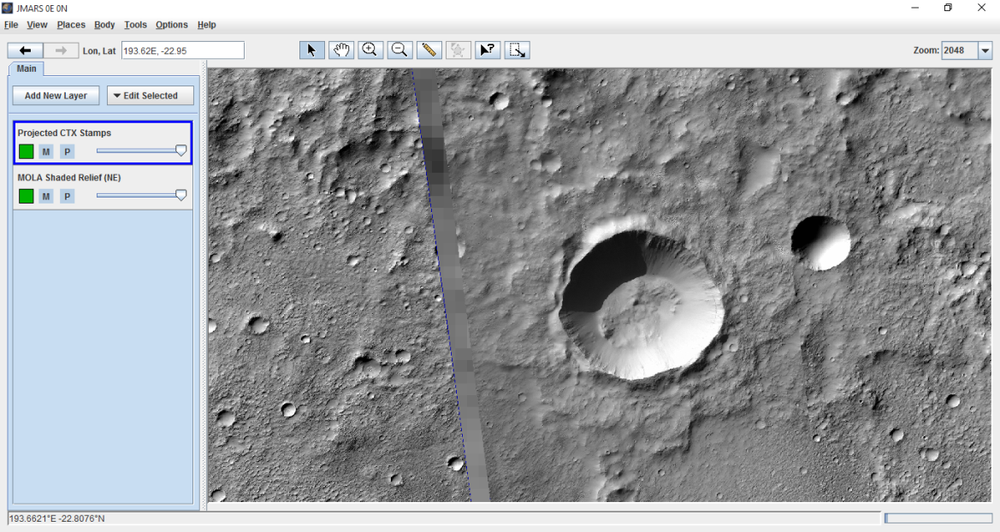 JMARS 0E 0N
File View Places Body Tools Options Help
Lon, Lat 193.62E, -22.95 Zoom: 2048
Main
Add New Layer Edit Selected
Projected CTX Stamps
M P
MOLA Shaded Relief (NE)
M P
193.6621°E -22.8076°N